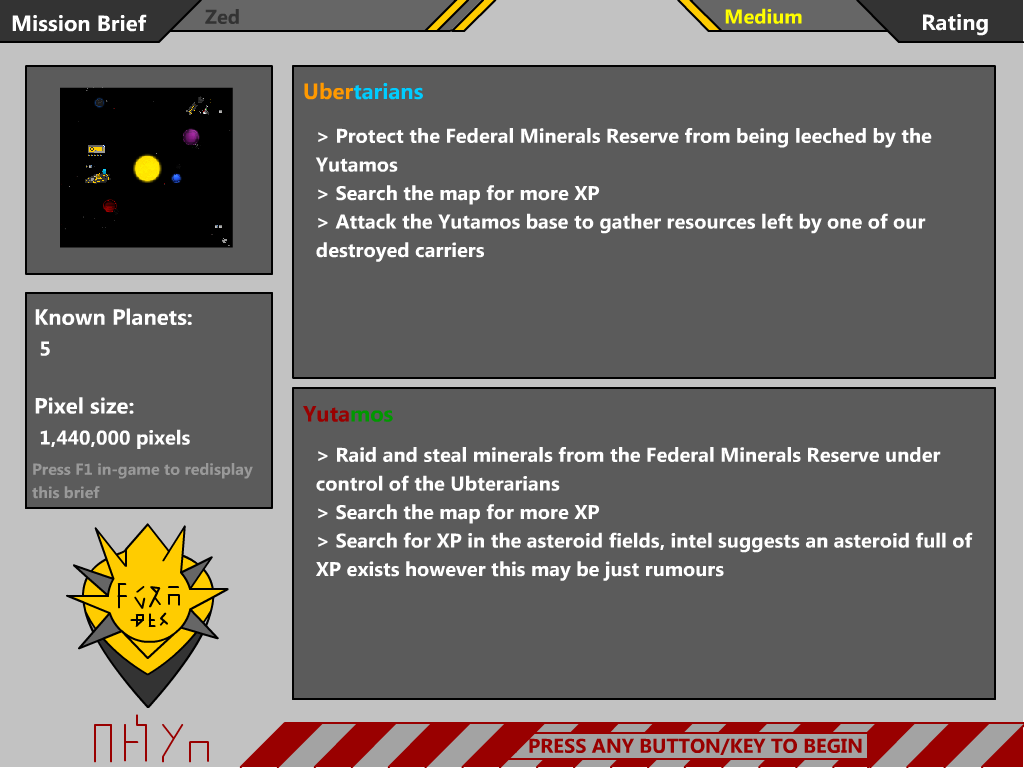 Mission Brief
Zed
Medium
Rating
Ubertarians
> Protect the Federal Minerals Reserve from being leeched by the
Yutamos
> Search the map for more XP
> Attack the Yutamos base to gather resources left by one of our
destroyed carriers
Known Planets:
5
Pixel size:
1,440,000 pixels
Press F1 in-game to redisplay
this brief
Yutamos
> Raid and steal minerals from the Federal Minerals Reserve under
control of the Ubterarians
> Search the map for more XP
> Search for XP in the asteroid fields, intel suggests an asteroid full of
XP exists however this may be just rumours
PRESS ANY BUTTON/KEY TO BEGIN